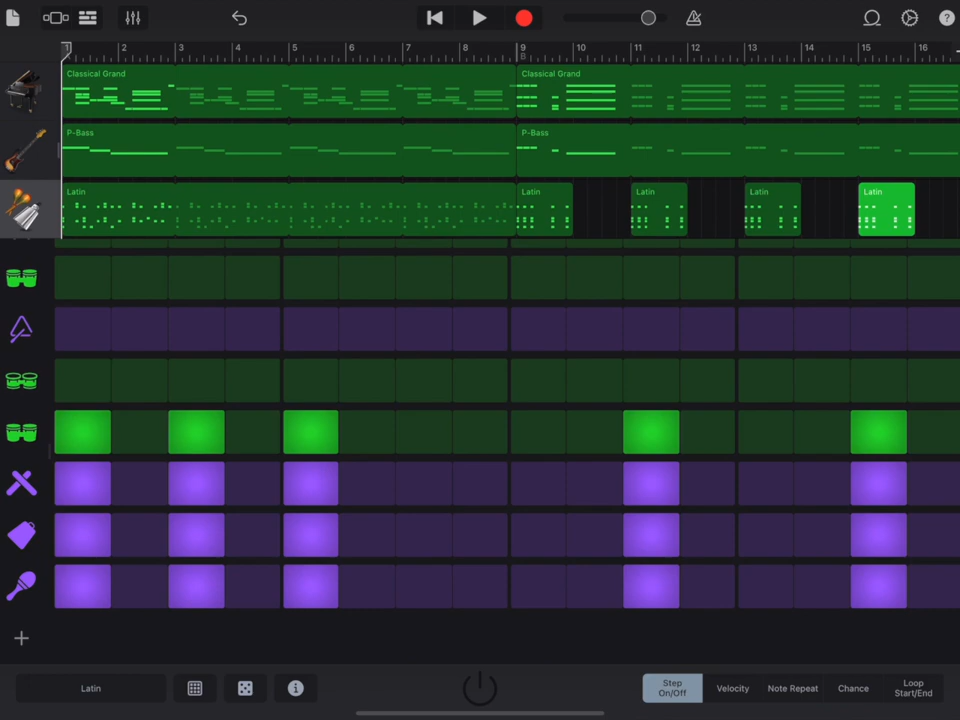 ?
1 2 3 4 5 6 7 8 9 10 11 12 13 14 15 16
B
Classical Grand Classical Grand
P-Bass P-Bass
Latin Latin Latin Latin Latin
Latin
Step
On/Off
Velocity
Note Repeat
Chance
Loop
Start/End